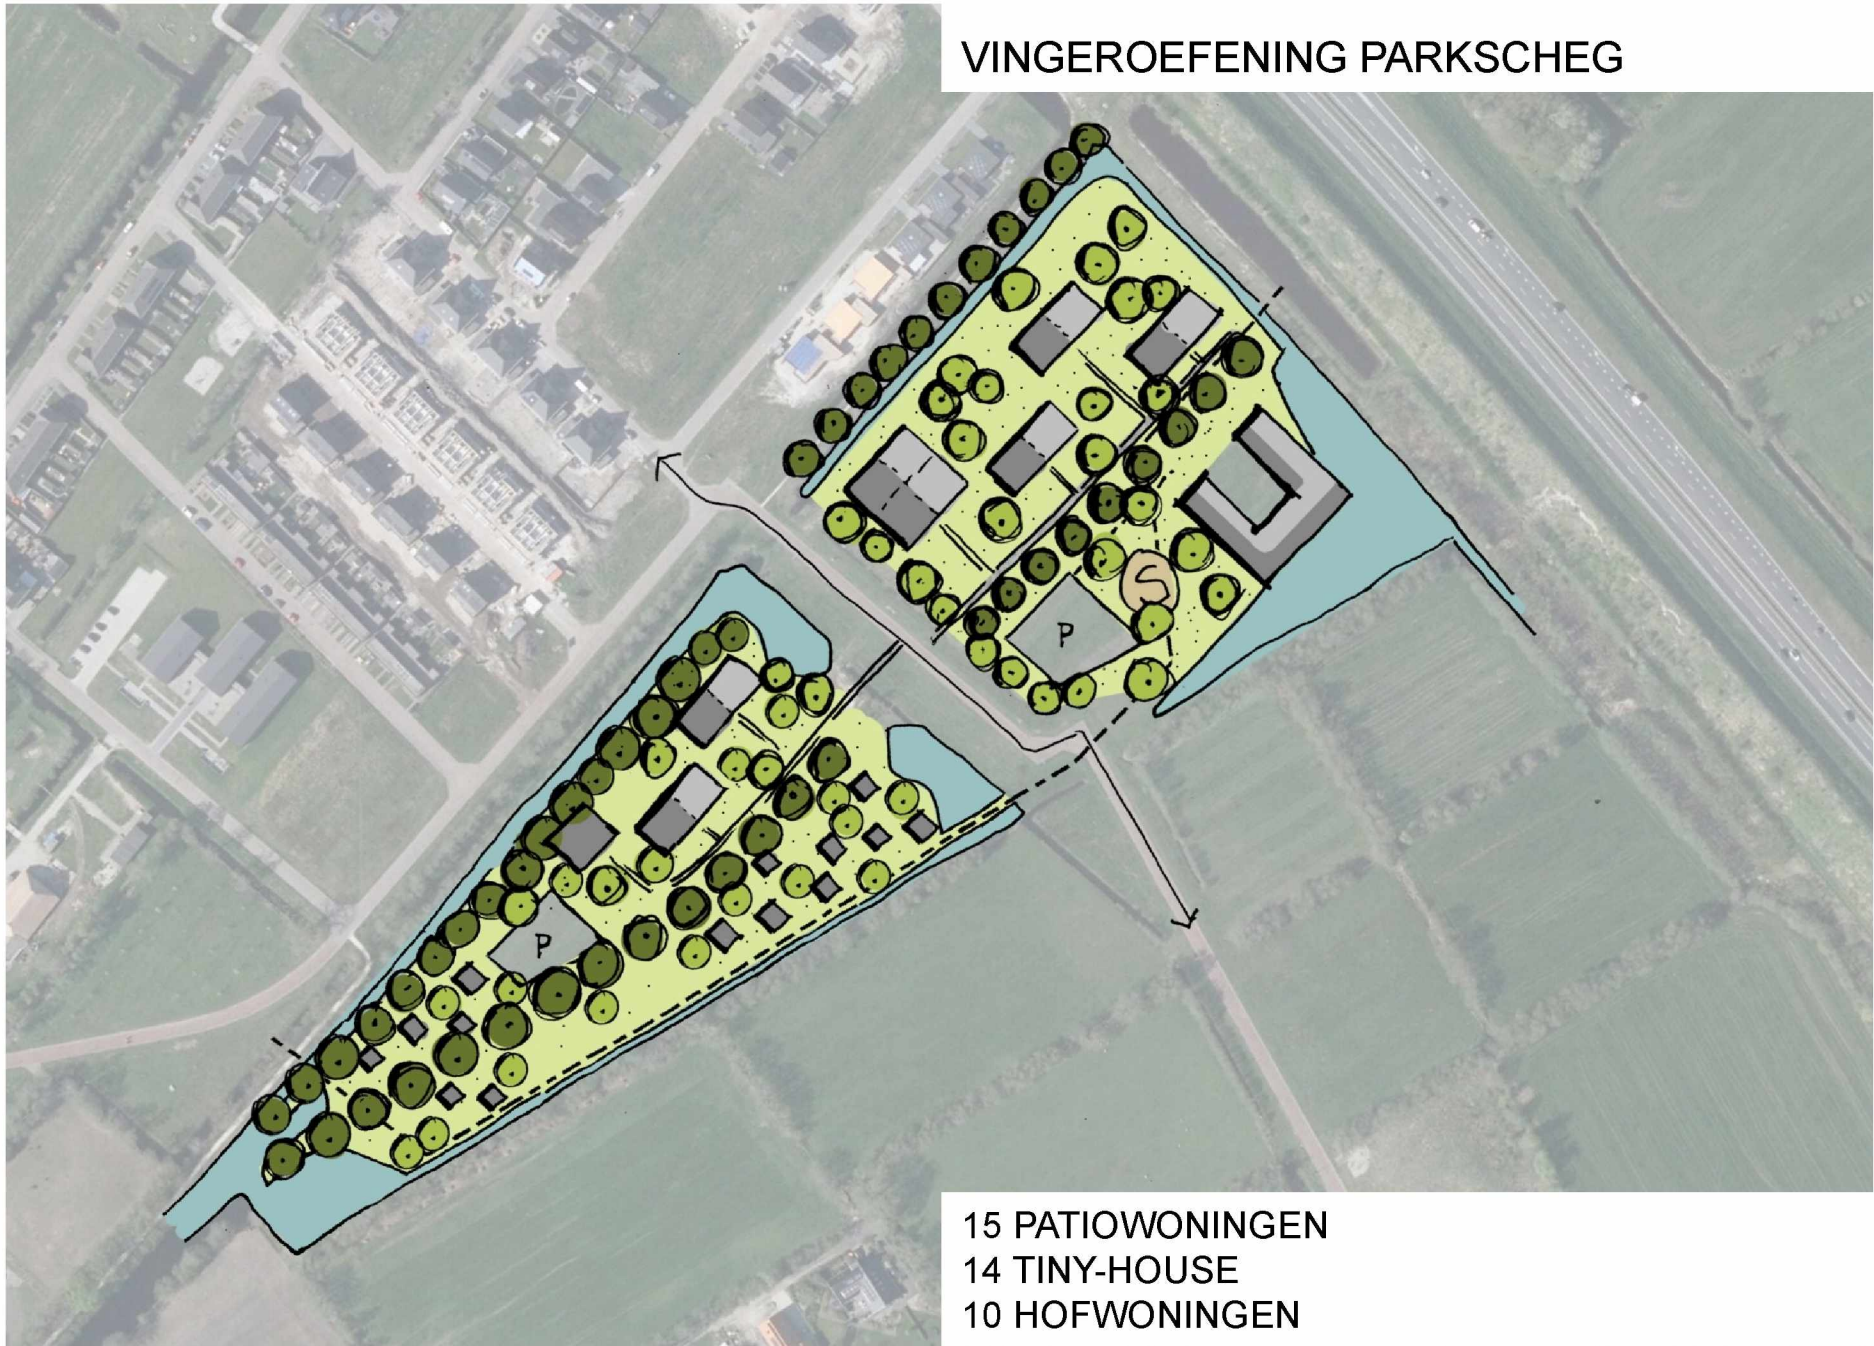 VINGEROEFENING PARKSCHEG
S
P
P
15 PATIOWONINGEN
14 TINY-HOUSE
10 HOFWONINGEN